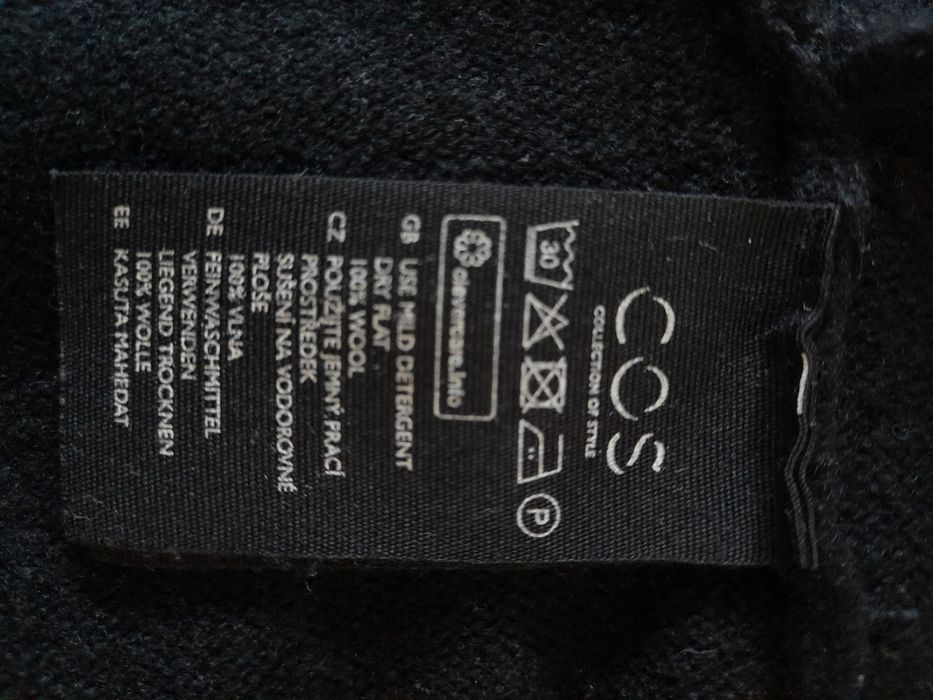 COS
COLLECTION OF STYLE
30 P
clevercare.info
GB USE MILD DETERGENT
DRY FLAT
100% WOOL
CZ POUŽIJTE JEMNÝ PRACÍ
PROSTŘEDEK
SUŠENÍ NA VODOROVNÉ
PLOŠE
100% VLNA
DE FEINWASCHMITTEL
VERWENDEN
LIEGEND TROCKNEN
100% WOLLE
EE KASUTA MAHEDAT